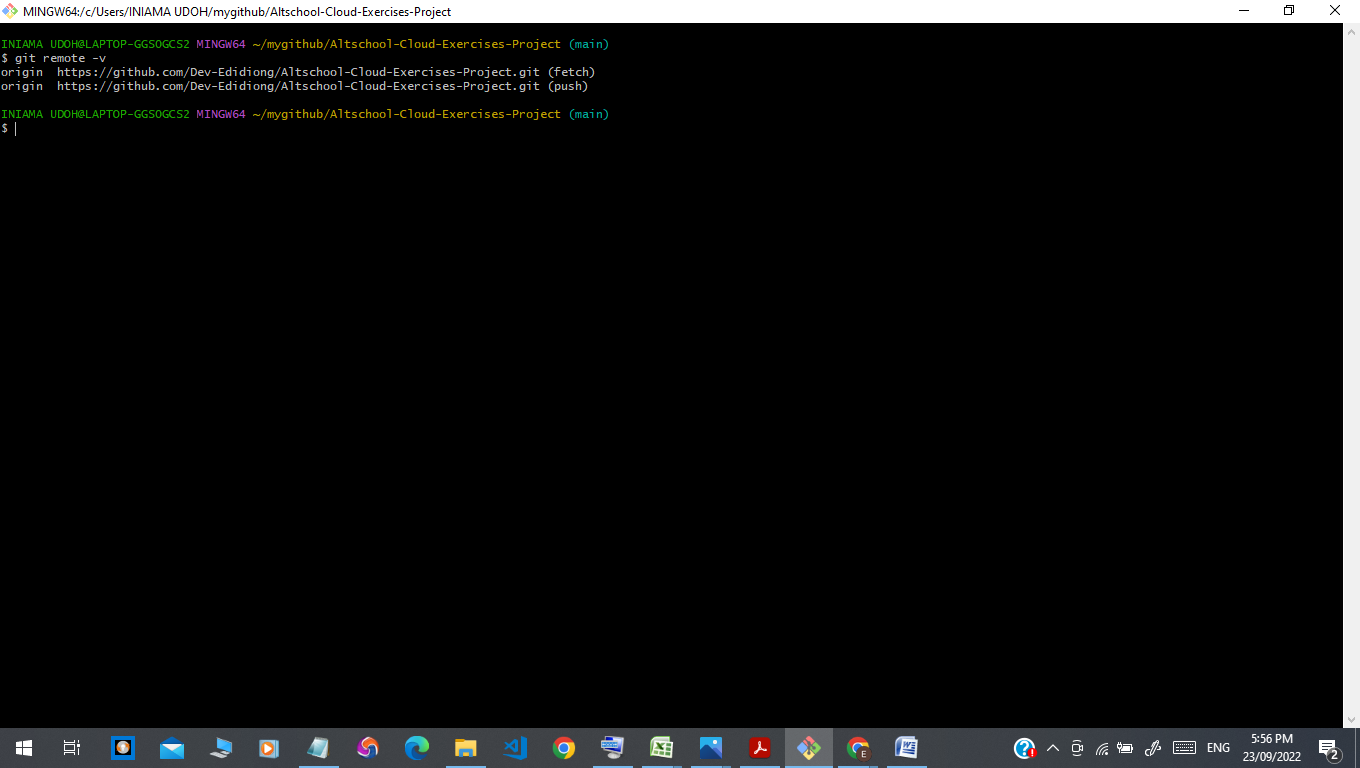 MINGW64:/c/Users/INIAMA UDOH/mygithub/Altschool-Cloud-Exercises-Project
INIAMA UDOH@LAPTOP-GGSOGCS2 MINGW64 ~/mygithub/Altschool-Cloud-Exercises-Project (main)
$ git remote -v
origin  https://github.com/Dev-Edidiong/Altschool-Cloud-Exercises-Project.git (fetch)
origin  https://github.com/Dev-Edidiong/Altschool-Cloud-Exercises-Project.git (push)
INIAMA UDOH@LAPTOP-GGSOGCS2 MINGW64 ~/mygithub/Altschool-Cloud-Exercises-Project (main)
$
ENG
5:56 PM
23/09/2022
2